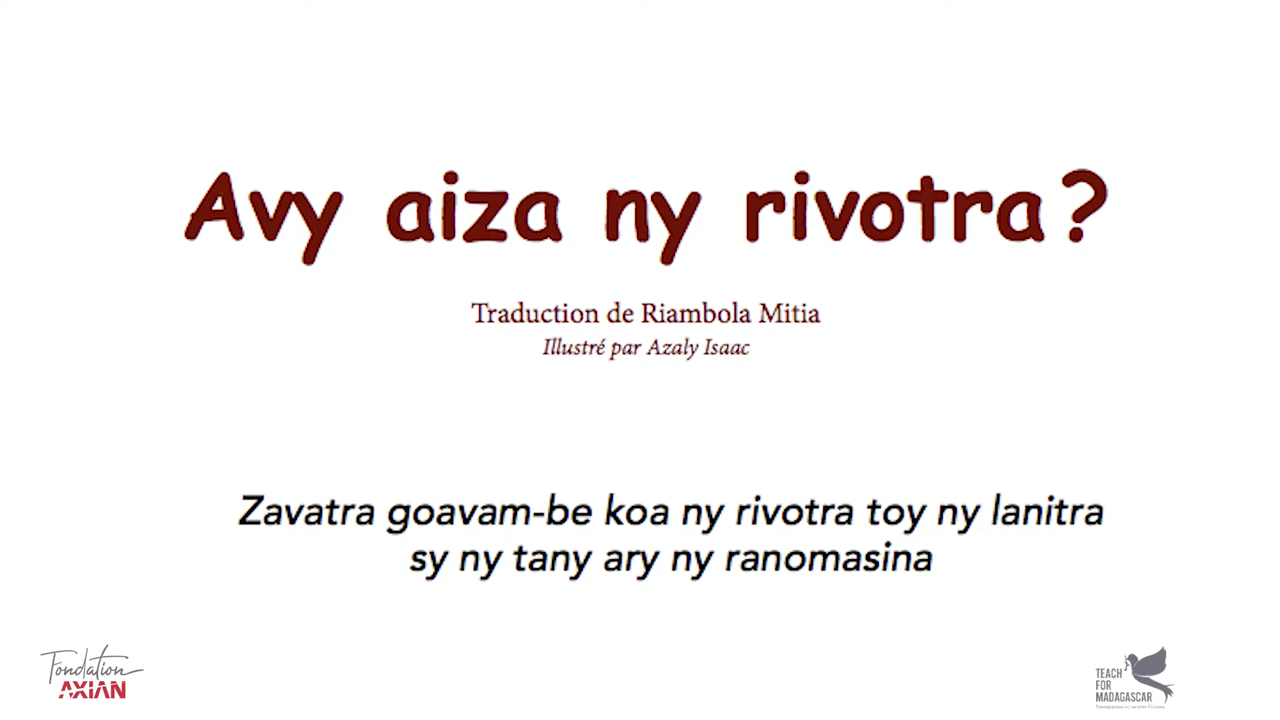 Avy aiza ny rivotra?
Traduction de Riambola Mitia
Illustré par Azaly Isaac
Zavatra goavam-be koa ny rivotra toy ny lanitra
sy ny tany ary ny ranomasina
Fondation
AXIAN
TEACH
FOR
MADAGASCAR